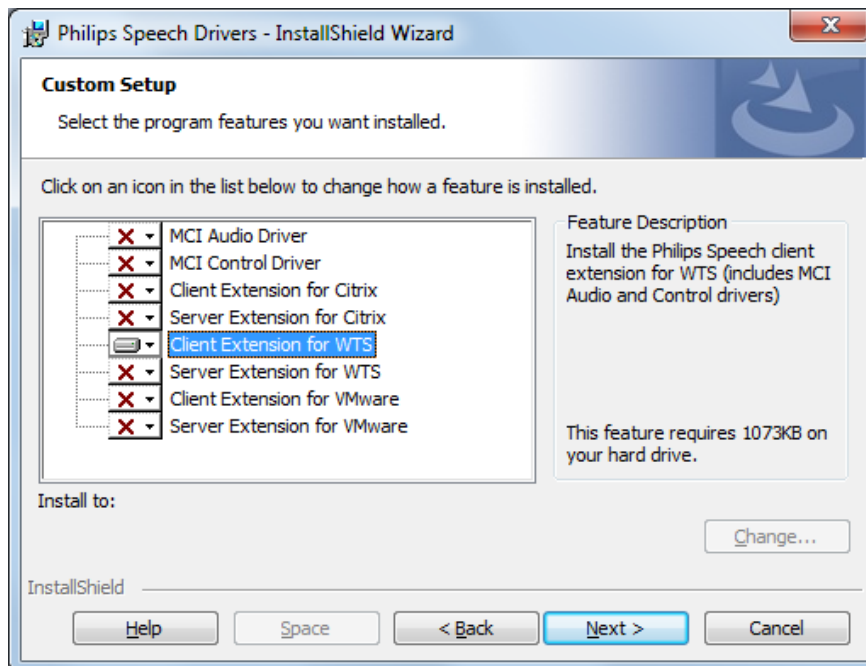 Philips Speech Drivers - InstallShield Wizard
Custom Setup
Select the program features you want installed.
Click on an icon in the list below to change how a feature is installed.
MCI Audio Driver
MCI Control Driver
Client Extension for Citrix
Server Extension for Citrix
Client Extension for WTS
Server Extension for WTS
Client Extension for VMware
Server Extension for VMware
Feature Description
Install the Philips Speech client
extension for WTS (includes MCI
Audio and Control drivers)
This feature requires 1073KB on
your hard drive.
Install to:
Change...
InstallShield
Help
Space
< Back
Next >
Cancel